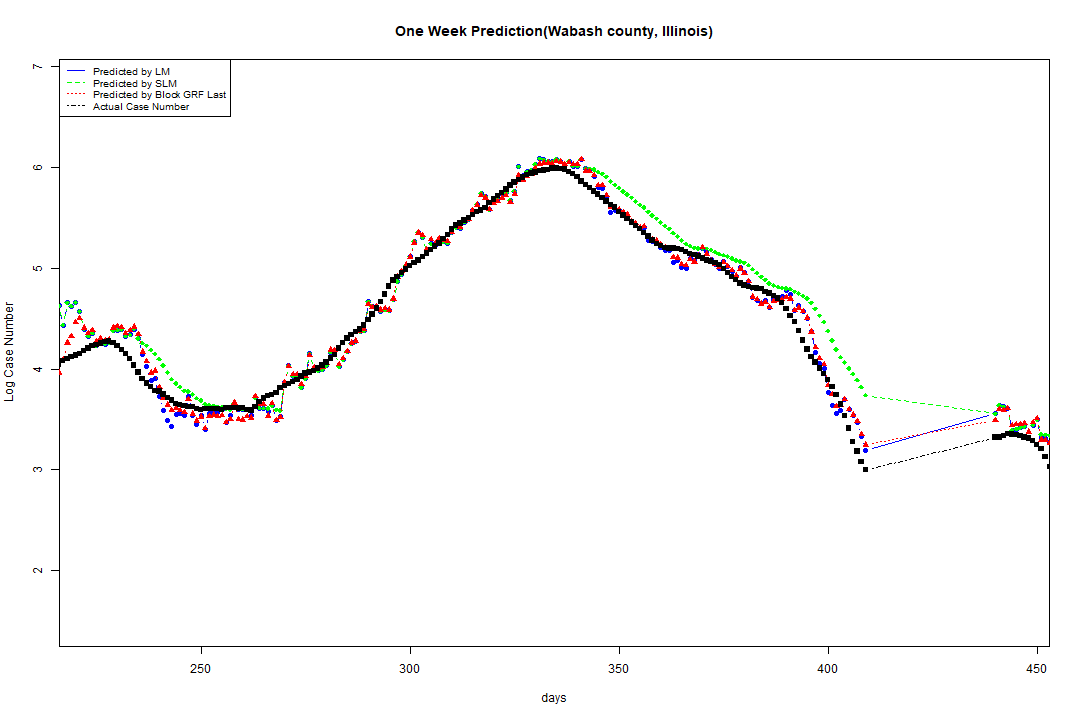 One Week Prediction(Wabash county, Illinois)
Predicted by LM
Predicted by SLM
Predicted by Block GRF Last
Actual Case Number
7
6
5
4
3
2
Log Case Number
250 300 350 400 450
days